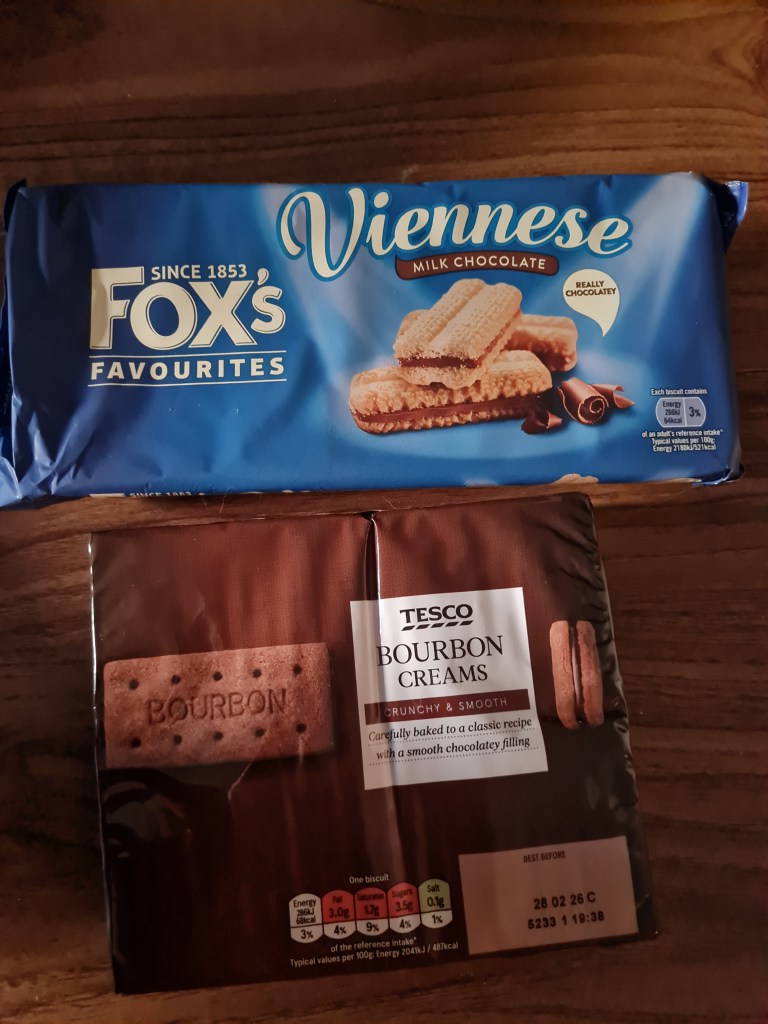 Viennese
MILK CHOCOLATE
SINCE 1853
FOX'S
FAVOURITES
REALLY
CHOCOLATEY
Each biscuit contains
Energy
3%
of an adult's reference intake*
Typical values per 100g:
Energy 2180kJ/521kcal
SINCE 1853
TESCO
BOURBON
CREAMS
CRUNCHY & SMOOTH
Carefully baked to a classic recipe
with a smooth chocolatey filling
BOURBON
BEST BEFORE
28 02 26 C
5233 1 19:38
One biscuit
Energy Fat Saturates Sugars Salt
286kJ 3.0g 1.7g 3.5g 0.1g
68kcal
3% 4% 9% 4% 1%
of the reference intake*
Typical values per 100g: Energy 2041kJ / 487kcal